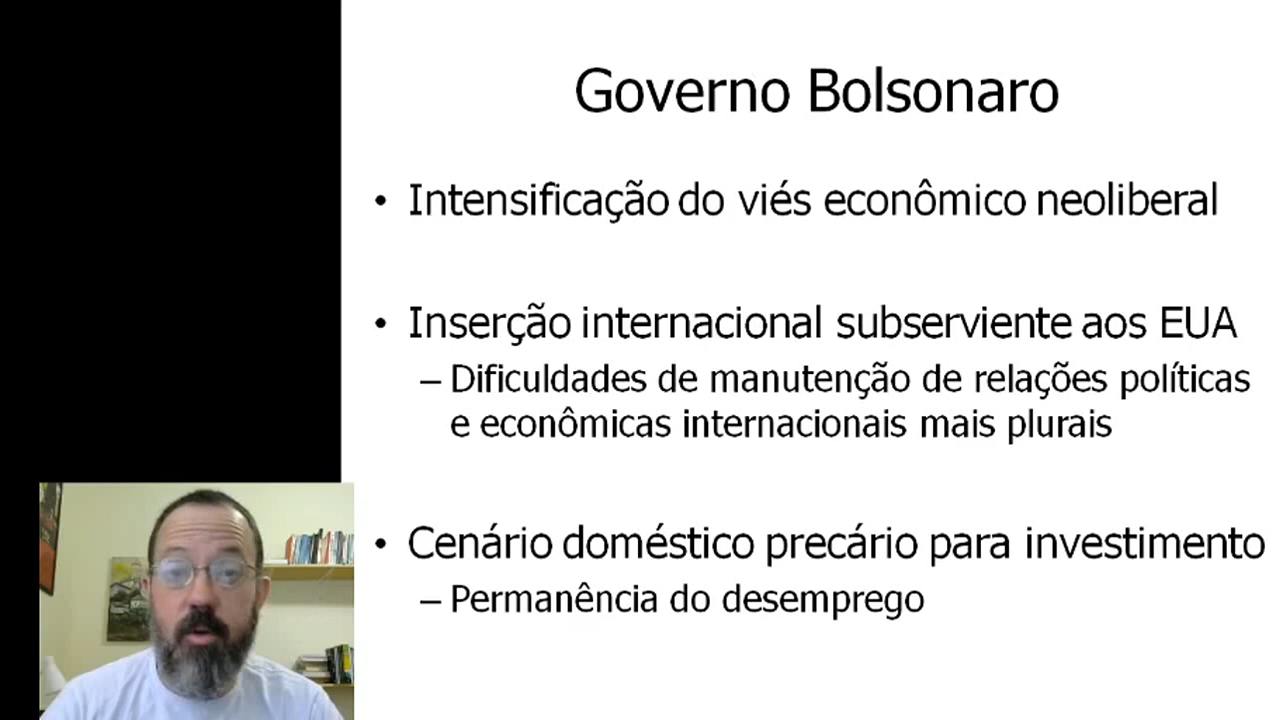 Governo Bolsonaro
• Intensificação do viés econômico neoliberal
• Inserção internacional subserviente aos EUA
– Dificuldades de manutenção de relações políticas
e econômicas internacionais mais plurais
• Cenário doméstico precário para investimento
– Permanência do desemprego